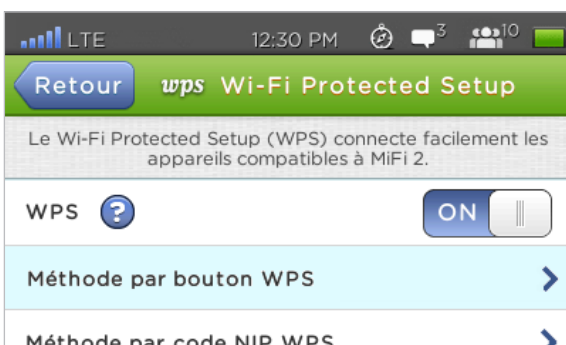 LTE 12:30 PM 3 10
Retour wps Wi-Fi Protected Setup
Le Wi-Fi Protected Setup (WPS) connecte facilement les
appareils compatibles à MiFi 2.
WPS ? ON
Méthode par bouton WPS
Méthode par code NIP WPS